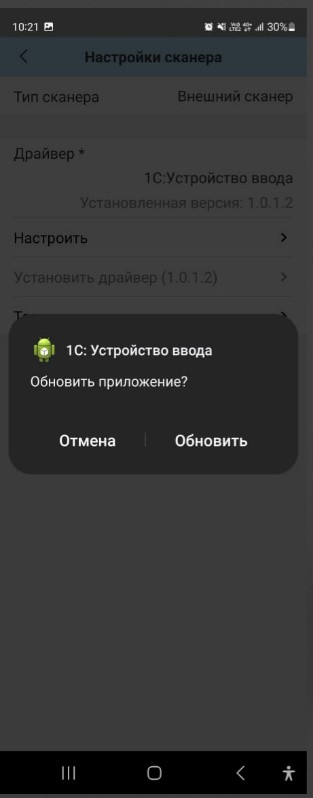 10:21 30%
Настройки сканера
Тип сканера Внешний сканер
Драйвер *
1С:Устройство ввода
Установленная версия: 1.0.1.2
Настроить
Установить драйвер (1.0.1.2)
1С: Устройство ввода
Обновить приложение?
Отмена Обновить